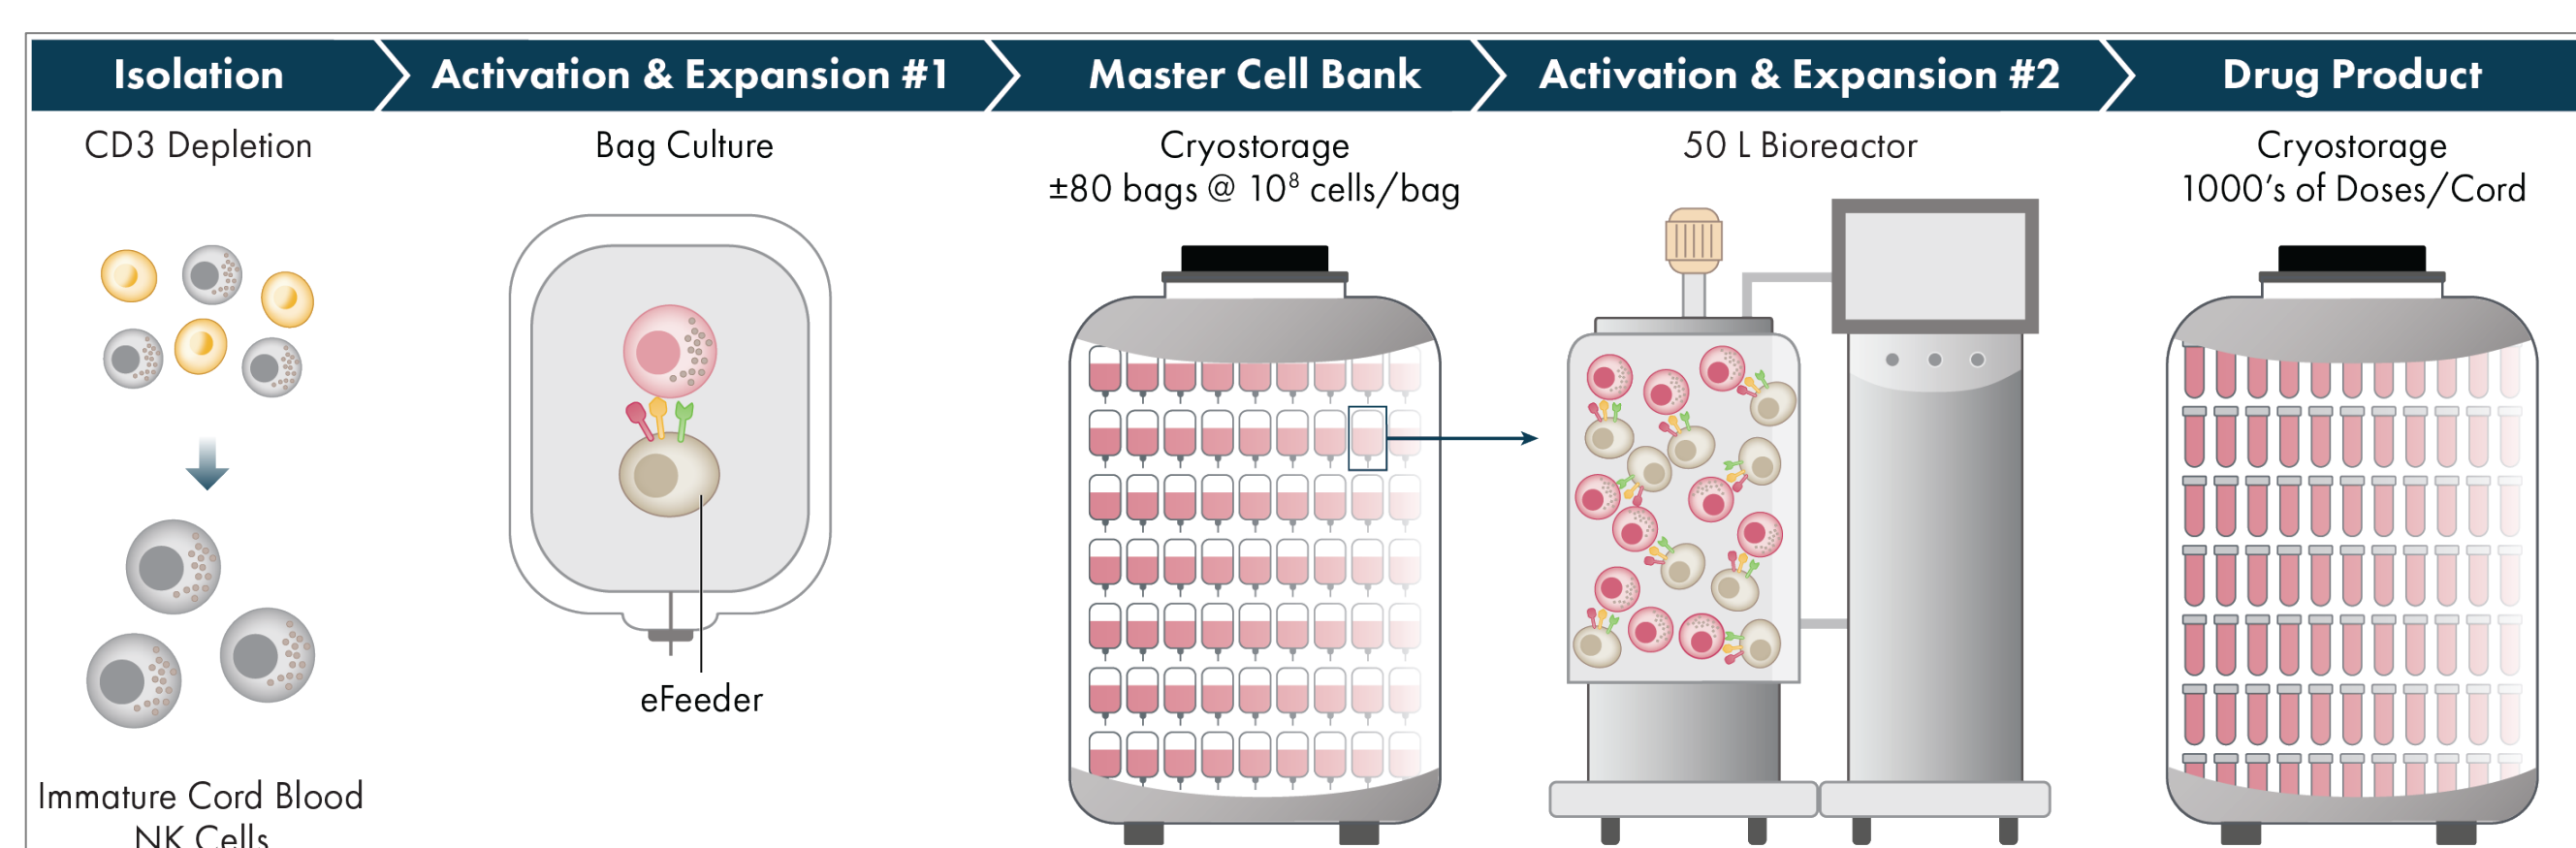 Isolation
Activation & Expansion #1
Master Cell Bank
Activation & Expansion #2
Drug Product
CD3 Depletion
Bag Culture
Cryostorage
±80 bags @ 10⁸ cells/bag
50 L Bioreactor
Cryostorage
1000's of Doses/Cord
eFeeder
Immature Cord Blood
NK Cells